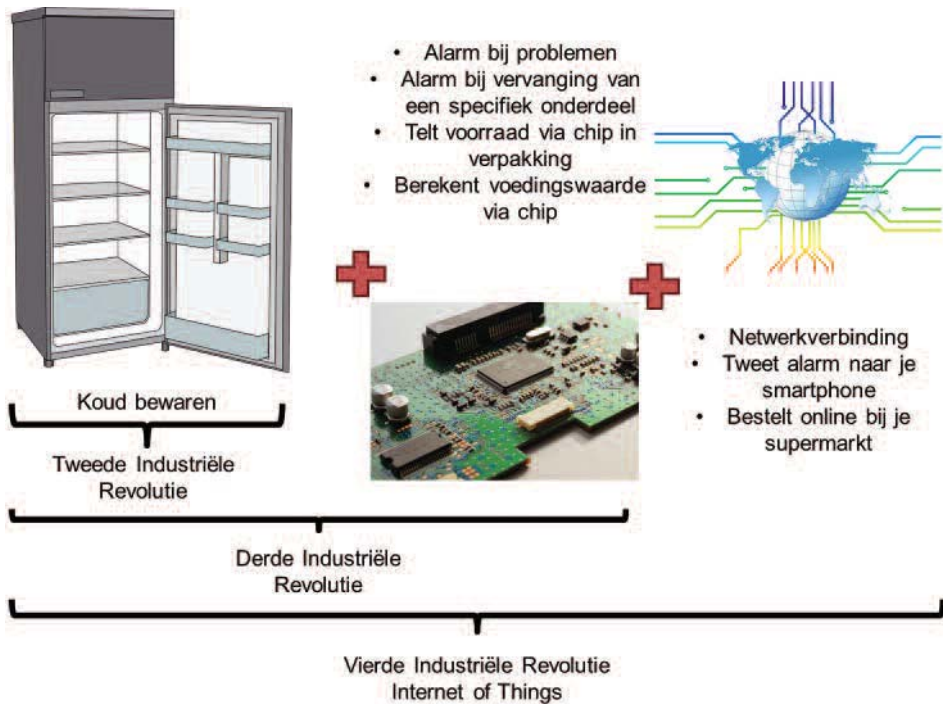 • Alarm bij problemen
• Alarm bij vervanging van
een specifiek onderdeel
• Telt voorraad via chip in
verpakking
• Berekent voedingswaarde
via chip
• Netwerkverbinding
• Tweet alarm naar je
smartphone
• Bestelt online bij je
supermarkt
Koud bewaren
Tweede Industriële
Revolutie
Derde Industriële
Revolutie
Vierde Industriële Revolutie
Internet of Things